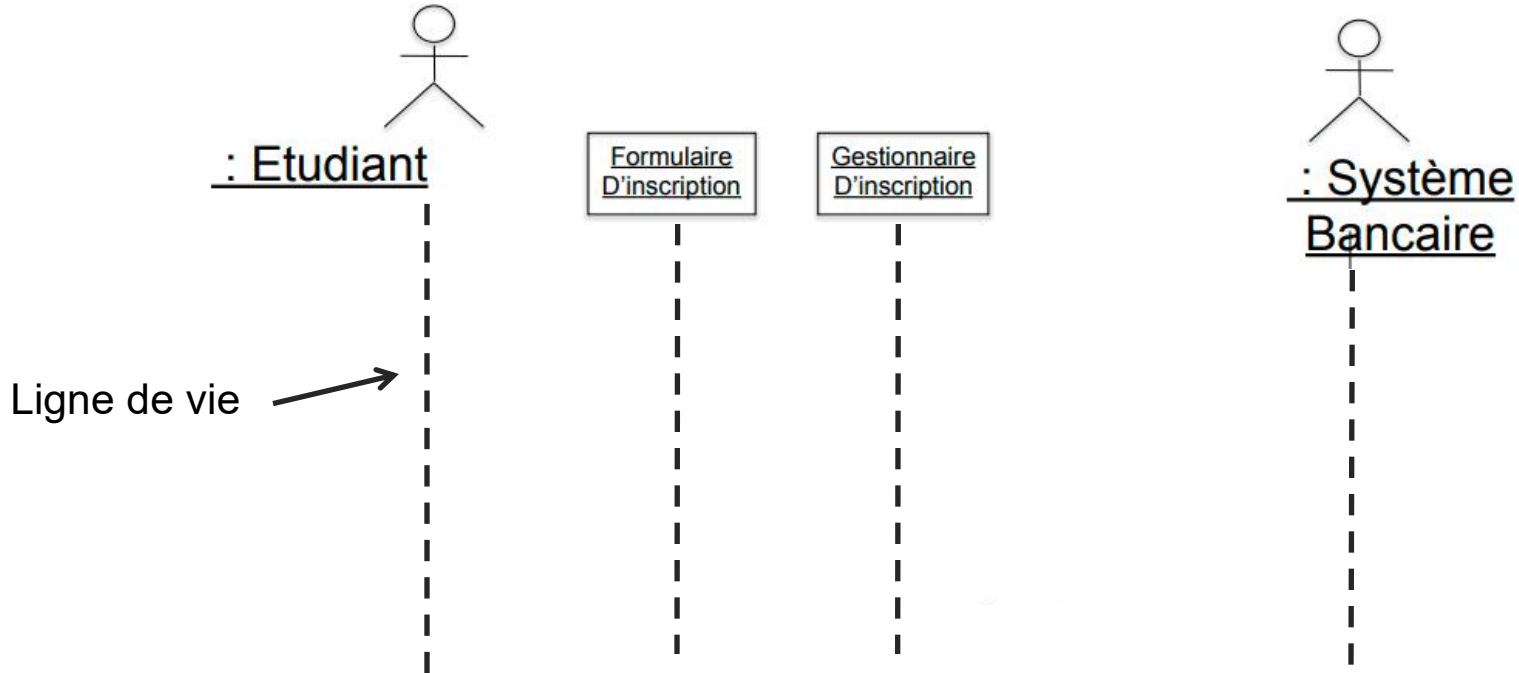 : Etudiant
Formulaire
D'inscription
Gestionnaire
D'inscription
: Système
Bancaire
Ligne de vie